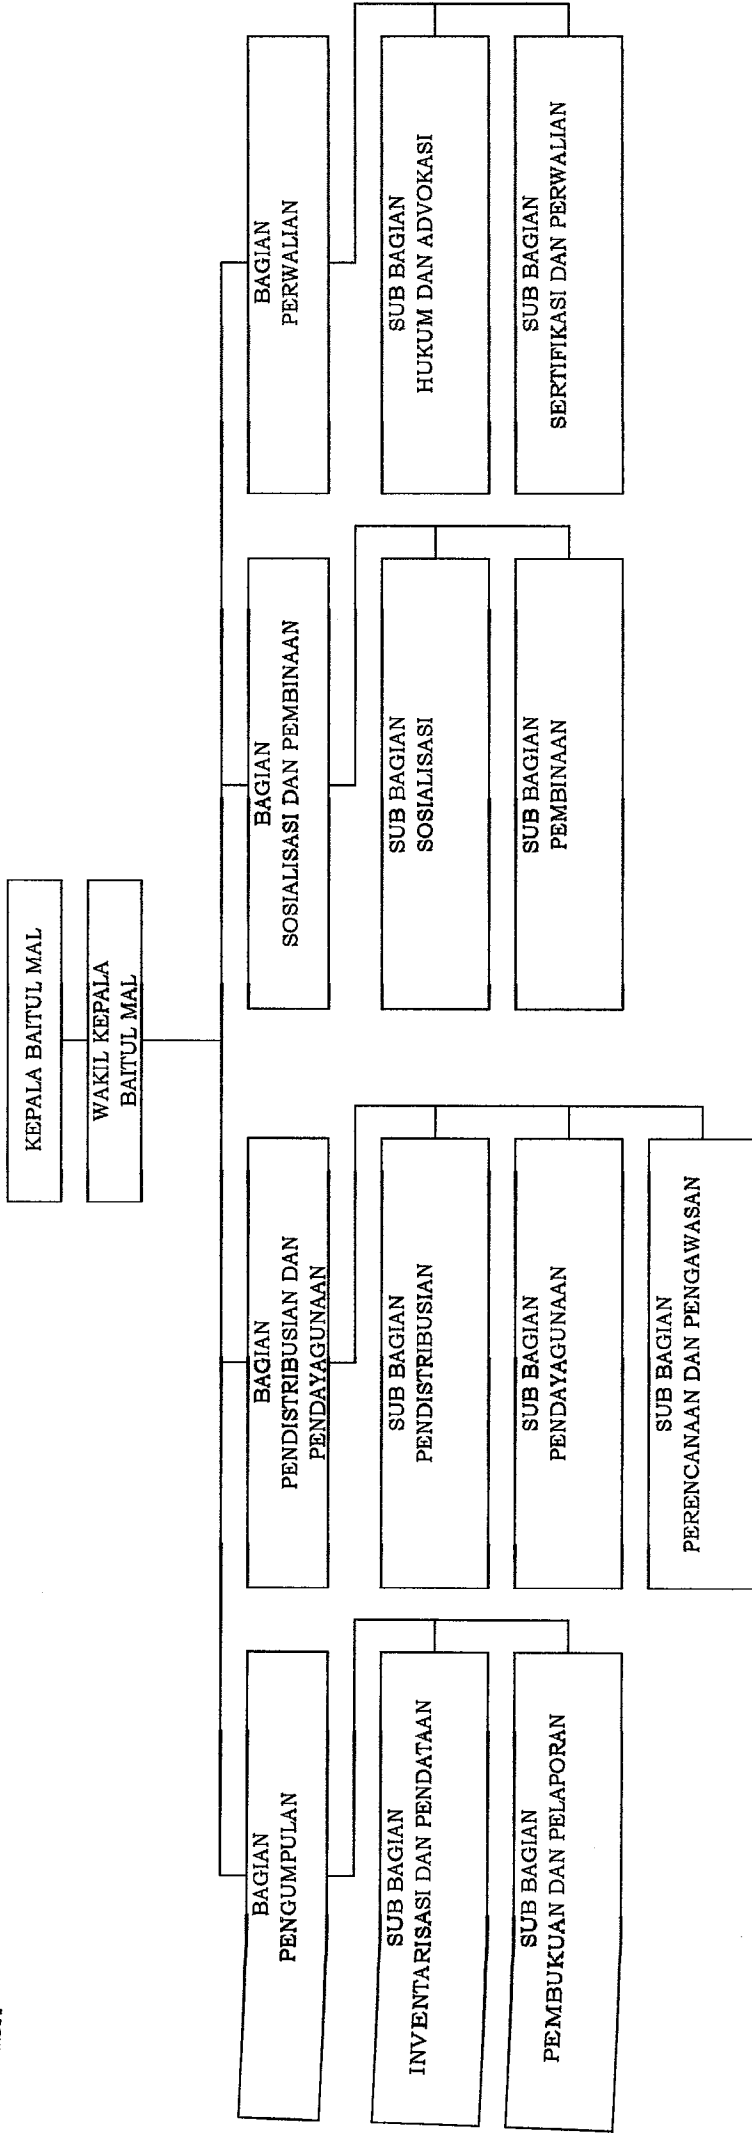 KEPALA BAITUL MAL
WAKIL KEPALA
BAITUL MAL
BAGIAN
PENGUMPULAN
SUB BAGIAN
INVENTARISASI DAN PENDATAAN
SUB BAGIAN
PEMBUKUAN DAN PELAPORAN
BAGIAN
PENDISTRIBUSIAN DAN
PENDAYAGUNAAN
SUB BAGIAN
PENDISTRIBUSIAN
SUB BAGIAN
PENDAYAGUNAAN
SUB BAGIAN
PERENCANAAN DAN PENGAWASAN
BAGIAN
SOSIALISASI DAN PEMBINAAN
SUB BAGIAN
SOSIALISASI
SUB BAGIAN
PEMBINAAN
BAGIAN
PERWALIAN
SUB BAGIAN
HUKUM DAN ADVOKASI
SUB BAGIAN
SERTIFIKASI DAN PERWALIAN